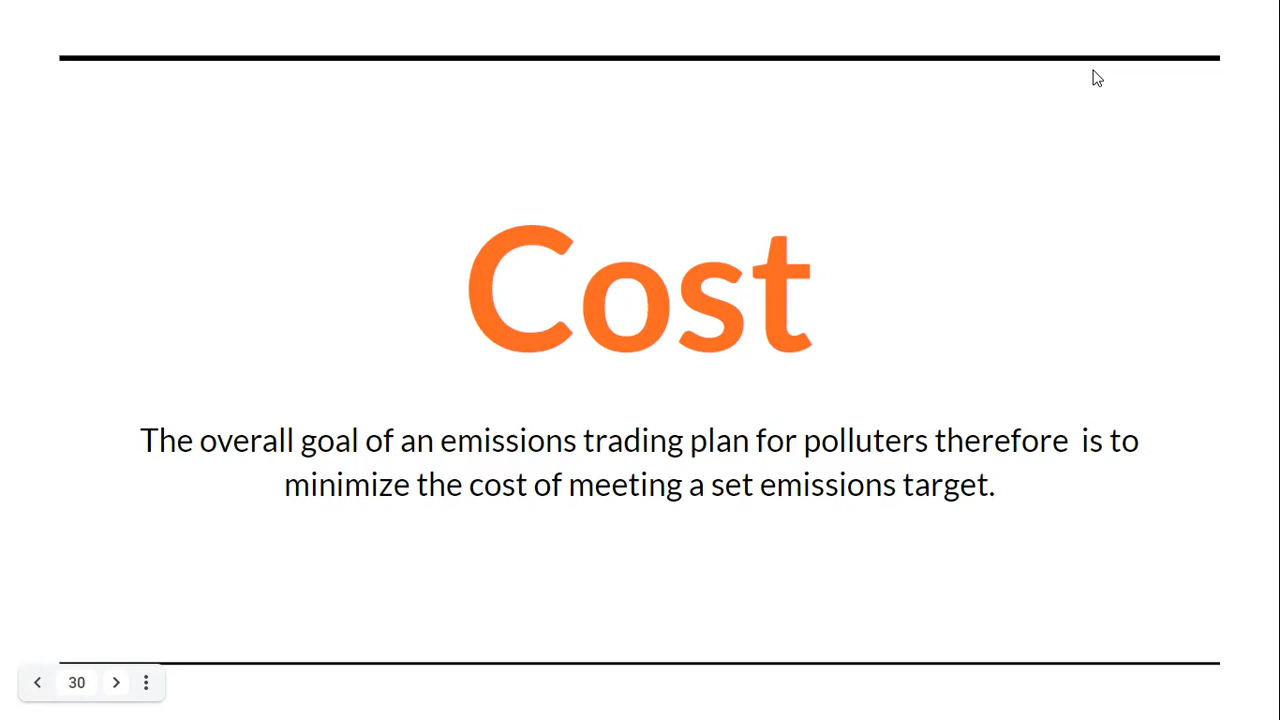 Cost
The overall goal of an emissions trading plan for polluters therefore  is to
minimize the cost of meeting a set emissions target.
30